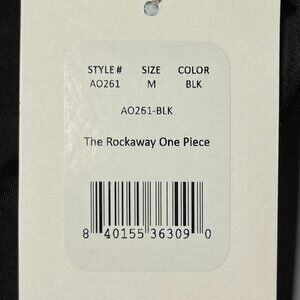 STYLE # SIZE COLOR
AO261 M BLK
AO261-BLK
The Rockaway One Piece
8 40155 36309 0